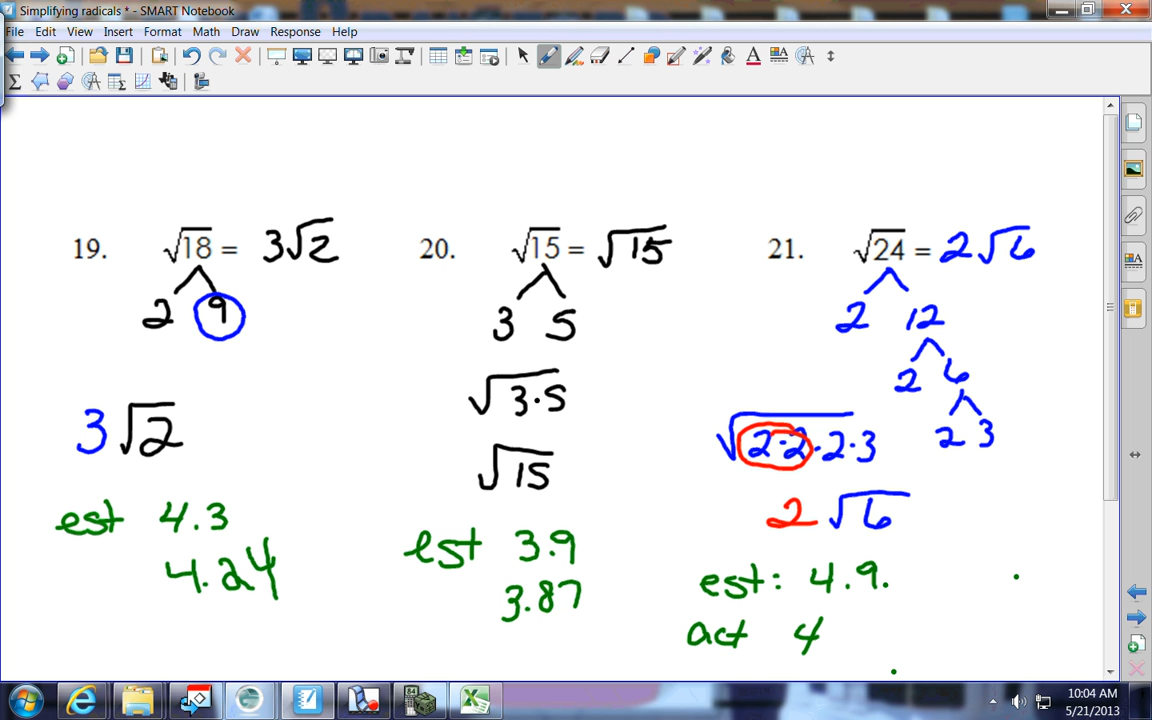 Simplifying radicals * - SMART Notebook
File Edit View Insert Format Math Draw Response Help
19. √18 = 3√2
2 9
3√2
est 4.3
4.24
20. √15 = √15
3 5
√3·5
√15
est 3.9
3.87
21. √24 = 2√6
2 12
2 6
2 3
√2·2·2·3
2√6
est: 4.9.
act 4
10:04 AM
5/21/2013